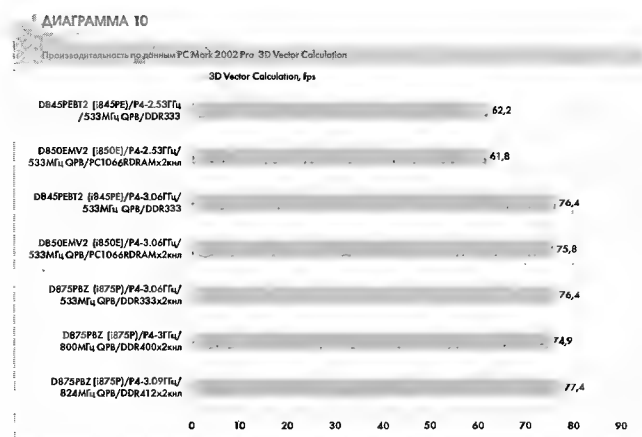 ДИАГРАММА 10
Производительность по данным PC Mark 2002 Pro 3D Vector Calculation
3D Vector Calculation, fps
D845PEBT2 (i845PE)/P4-2.53ГГц
/533МГц QPB/DDR333
62,2
D850EMV2 (i850E)/P4-2.53ГГц/
533МГц QPB/PC1066RDRAMx2кнл
61,8
D845PEBT2 (i845PE)/P4-3.06ГГц/
533МГц QPB/DDR333
76,4
D850EMV2 (i850E)/P4-3.06ГГц/
533МГц QPB/PC1066RDRAMx2кнл
75,8
D875PBZ (i875P)/P4-3.06ГГц/
533МГц QPB/DDR333x2кнл
76,4
D875PBZ (i875P)/P4-3ГГц/
800МГц QPB/DDR400x2кнл
74,9
D875PBZ (i875P)/P4-3.09ГГц/
824МГц QPB/DDR412x2кнл
77,4
0 10 20 30 40 50 60 70 80 90